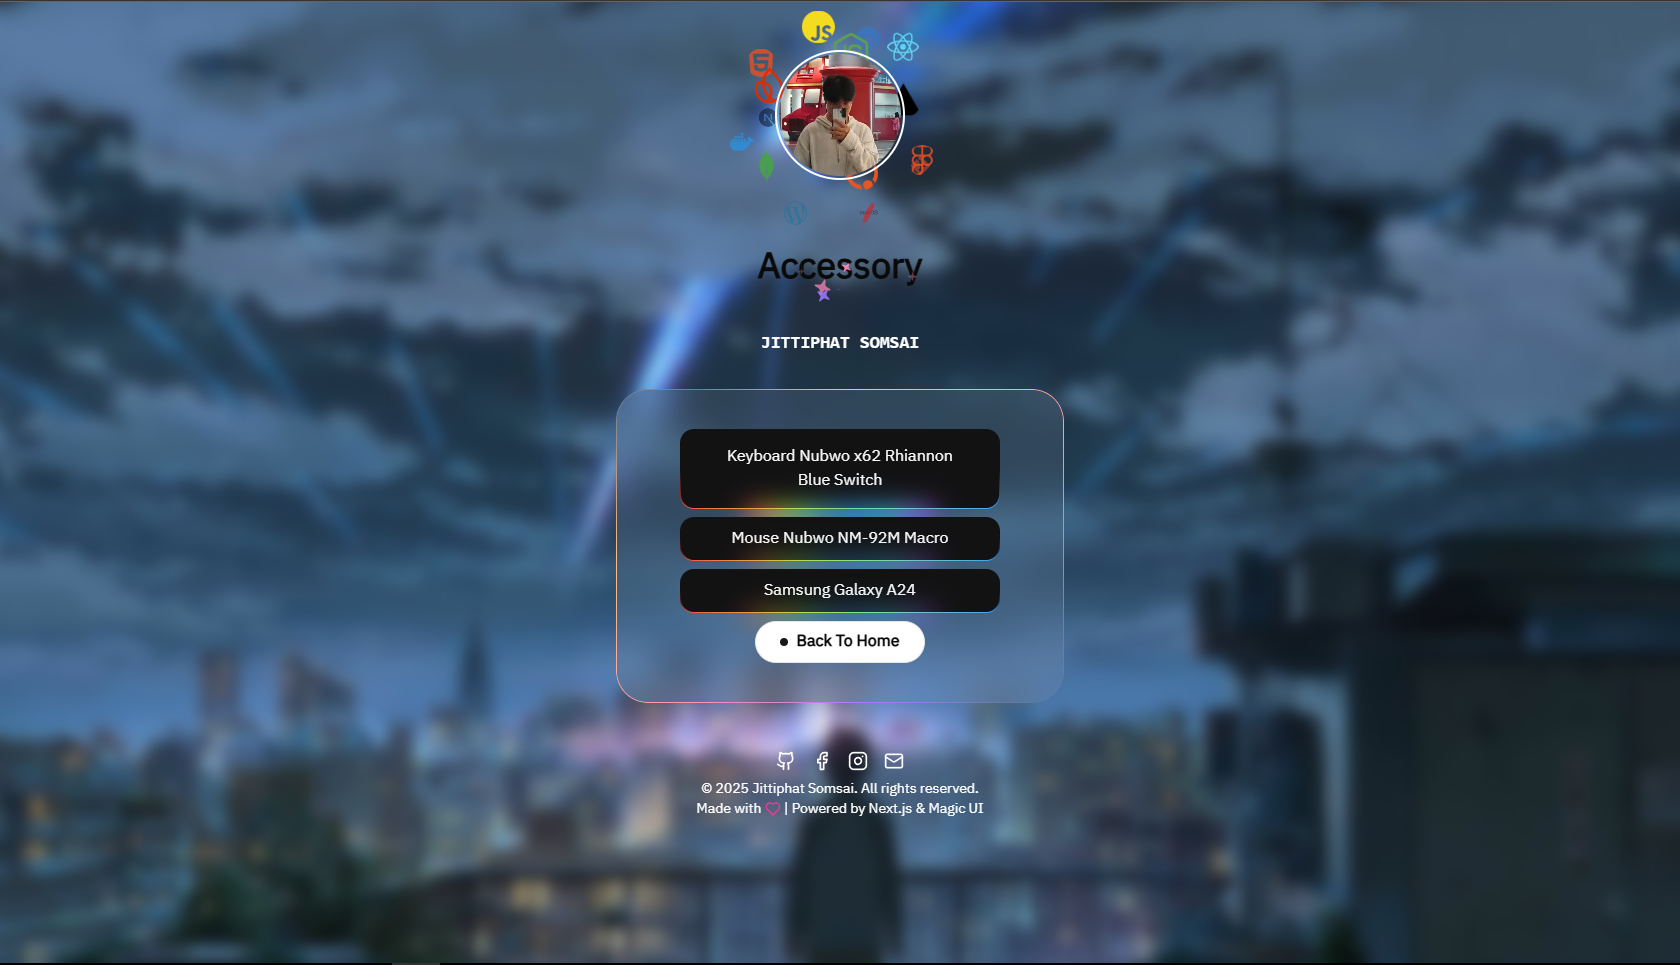 JS
Accessory
JITTIPHAT SOMSAI
Keyboard Nubwo x62 Rhiannon
Blue Switch
Mouse Nubwo NM-92M Macro
Samsung Galaxy A24
Back To Home
© 2025 Jittiphat Somsai. All rights reserved.
Made with | Powered by Next.js & Magic UI